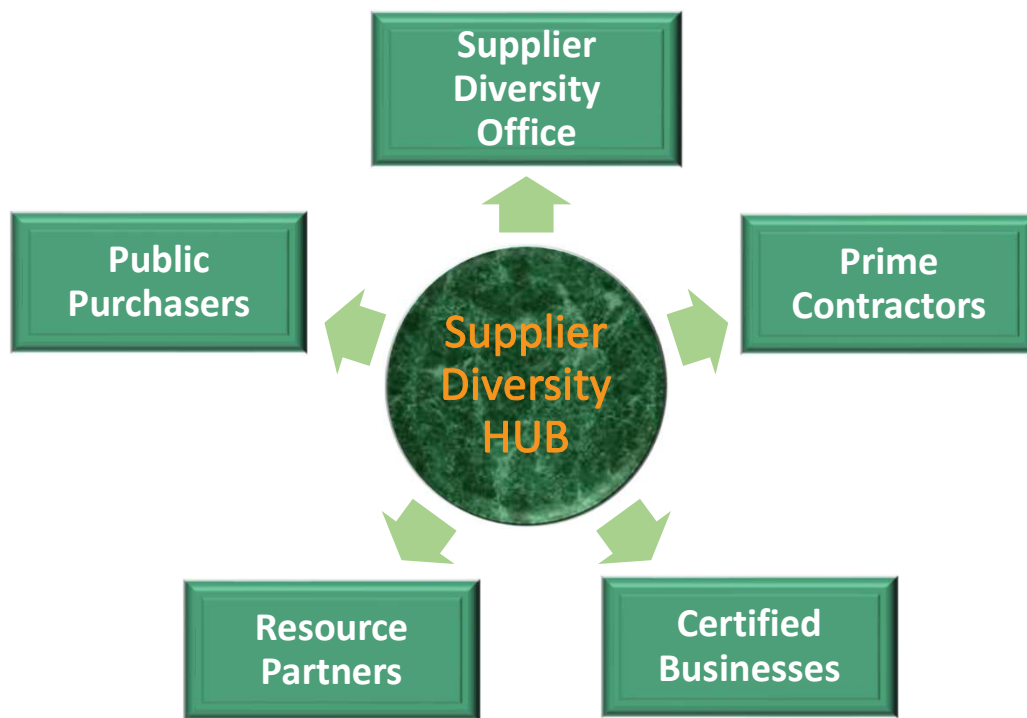 Supplier
Diversity
Office
Public
Purchasers
Prime
Contractors
Supplier
Diversity
HUB
Resource
Partners
Certified
Businesses